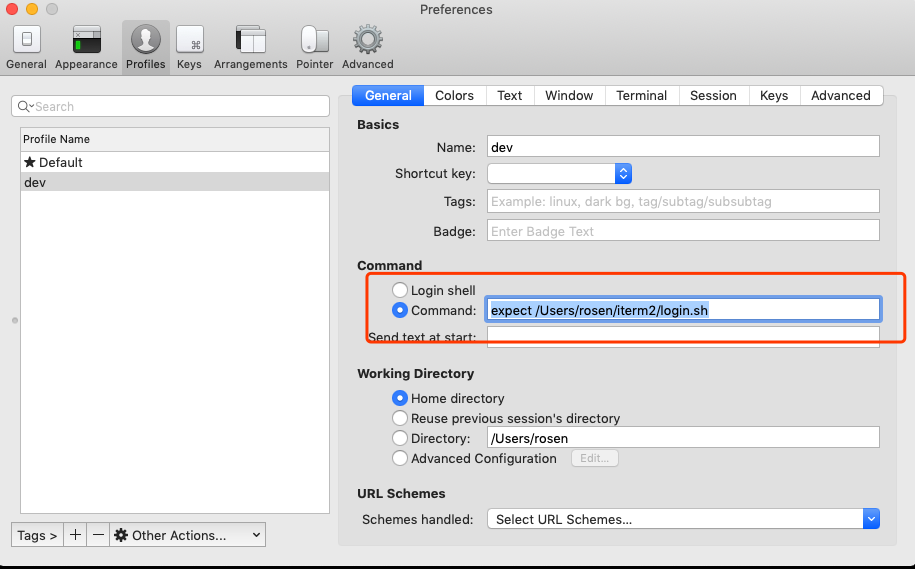 Preferences
General Appearance Profiles Keys Arrangements Pointer Advanced
Search
Profile Name
★ Default
dev
Tags > + − Other Actions...
General Colors Text Window Terminal Session Keys Advanced
Basics
Name: dev
Shortcut key:
Tags: Example: linux, dark bg, tag/subtag/subsubtag
Badge: Enter Badge Text
Command
Login shell
Command: expect /Users/rosen/iterm2/login.sh
Send text at start:
Working Directory
Home directory
Reuse previous session's directory
Directory: /Users/rosen
Advanced Configuration Edit...
URL Schemes
Schemes handled: Select URL Schemes...